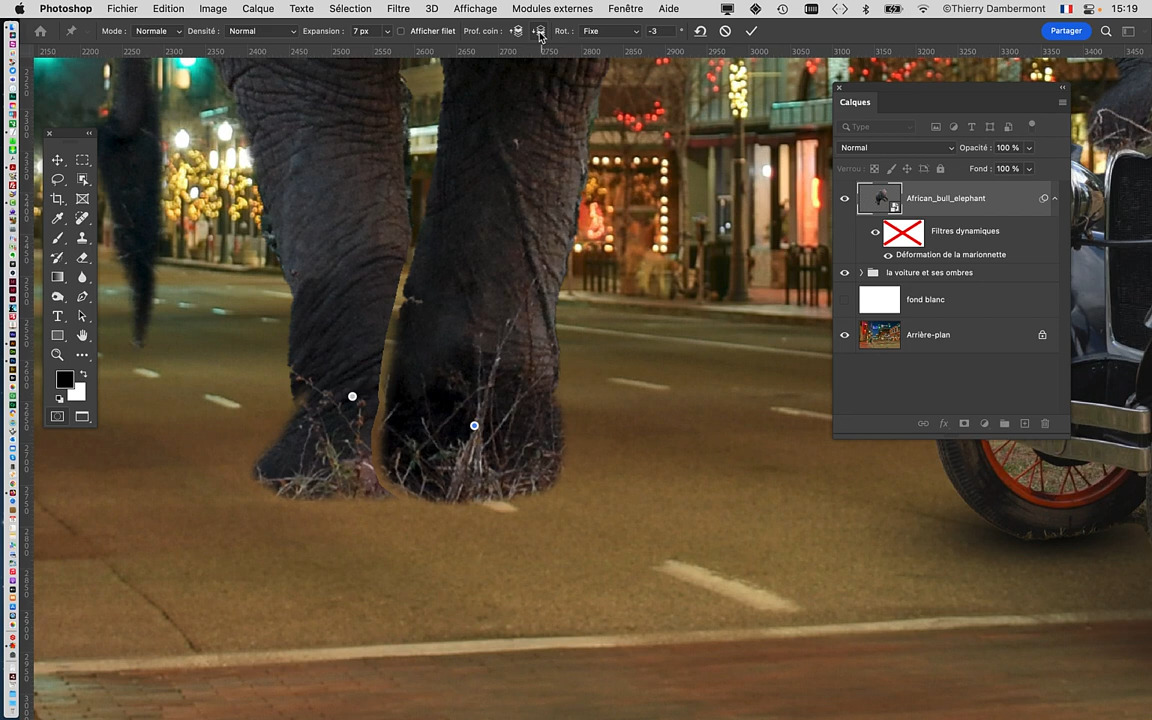 Photoshop Fichier Edition Image Calque Texte Sélection Filtre 3D Affichage Modules externes Fenêtre Aide ©Thierry Dambermont 15:19
Mode : Normale Densité : Normal Expansion : 7 px Afficher filet Prof. coin : Rot. : Fixe -3 ° Partager
2150 2200 2250 2300 2350 2400 2450 2500 2550 2600 2650 2700 2750 2800 2850 2900 2950 3000 3050 3100 3150 3200 3250 3300 3350 3400 3450
Calques
Type
Normal Opacité : 100 %
Verrou : Fond : 100 %
African_bull_elephant
Filtres dynamiques
Déformation de la marionnette
la voiture et ses ombres
fond blanc
Arrière-plan